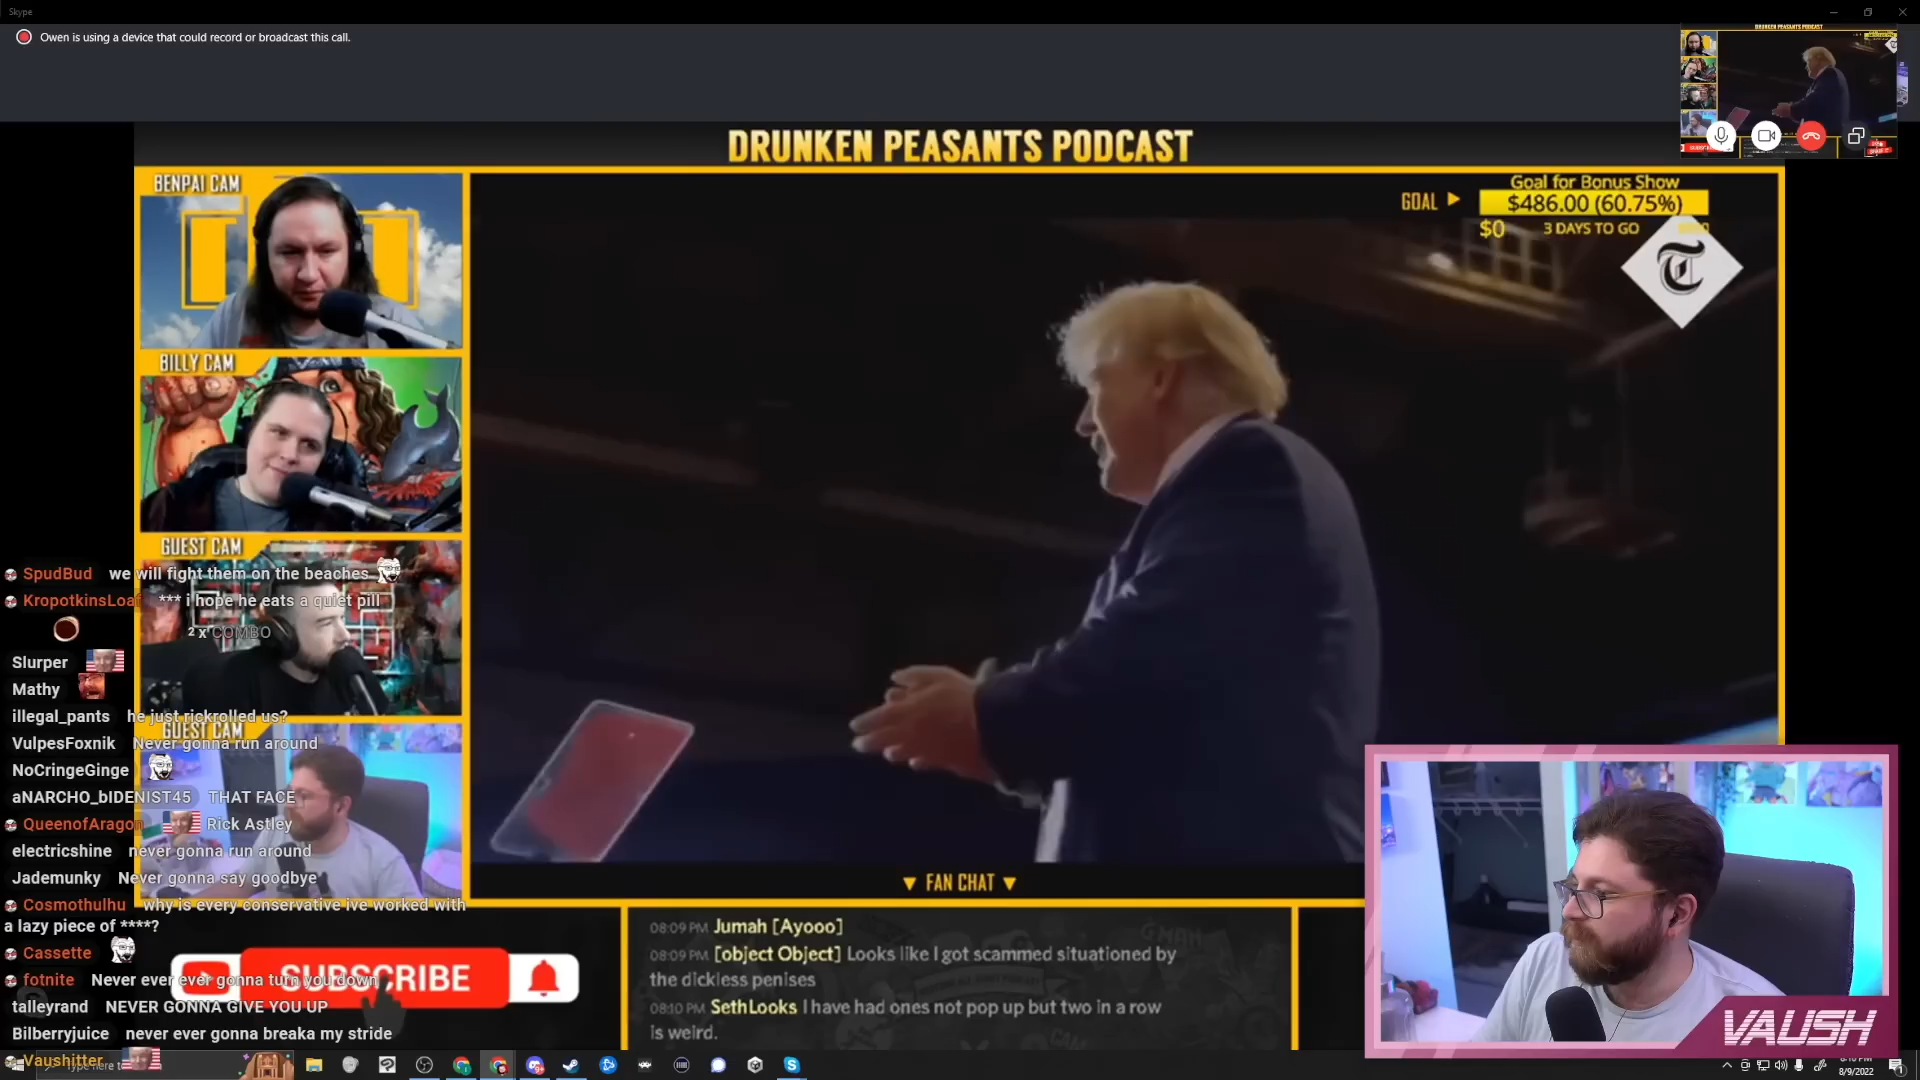 Skype
Owen is using a device that could record or broadcast this call.
DRUNKEN PEASANTS PODCAST
BENPAI CAM
Goal for Bonus Show
GOAL
$486.00 (60.75%)
$0
3 DAYS TO GO
BILLY CAM
GUEST CAM
SpudBud we will fight them on the beaches
KropotkinsLoaf *** i hope he eats a quiet pill
2 x COMBO
Slurper
Mathy
illegal_pants he just rickrolled us?
GUEST CAM
VulpesFoxnik Never gonna run around
NoCringeGinge
aNARCHO_bIDENIST45 THAT FACE
QueenofAragon Rick Astley
electricshine never gonna run around
Jademunky Never gonna say goodbye
Cosmothulhu why is every conservative ive worked with
a lazy piece of ****?
Cassette
fotnite Never ever ever gonna turn you down
talleyrand NEVER GONNA GIVE YOU UP
Bilberryjuice never ever gonna breaka my stride
Vaushitter
SUBSCRIBE
FAN CHAT
08:09 PM Jumah [Ayooo]
08:09 PM [object Object] Looks like I got scammed situationed by
the dickless penises
08:10 PM SethLooks I have had ones not pop up but two in a row
is weird.
VAUSH
Type here to
8:10 PM
8/9/2022